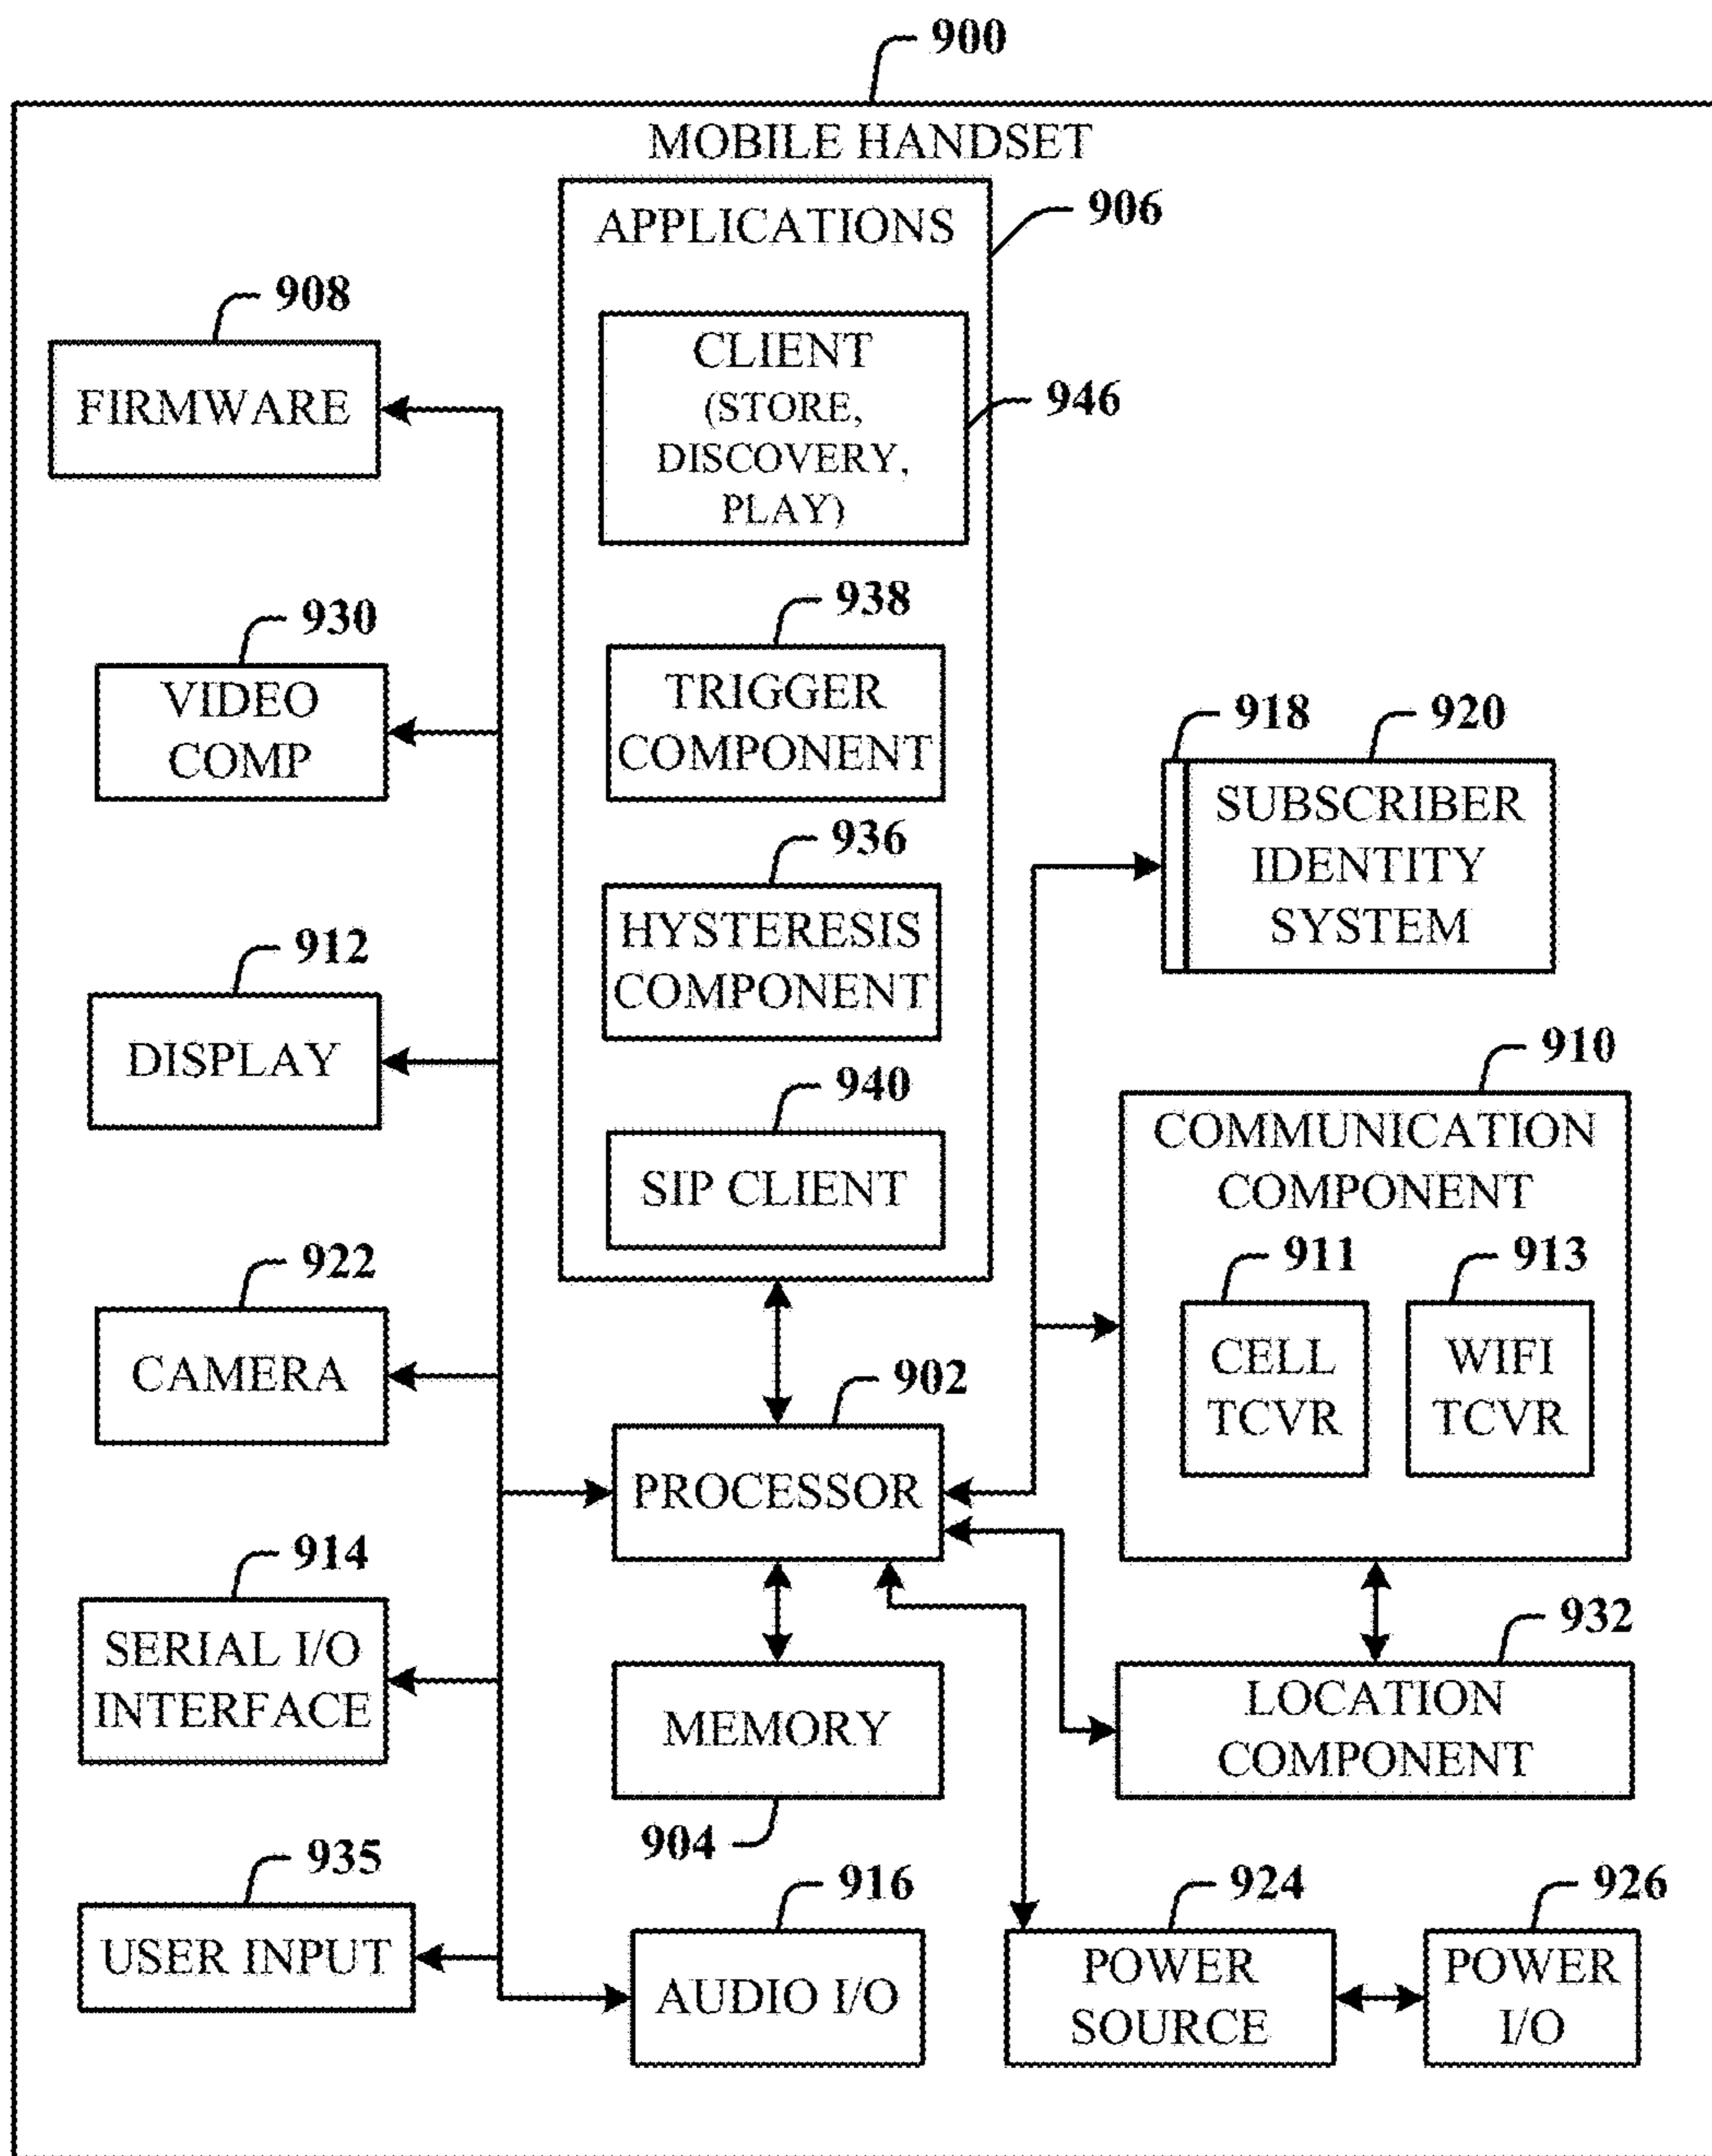 900
MOBILE HANDSET
906
APPLICATIONS
946
CLIENT
(STORE,
DISCOVERY,
PLAY)
938
TRIGGER
COMPONENT
936
HYSTERESIS
COMPONENT
940
SIP CLIENT
908
FIRMWARE
930
VIDEO
COMP
912
DISPLAY
922
CAMERA
914
SERIAL I/O
INTERFACE
935
USER INPUT
902
PROCESSOR
MEMORY
904
916
AUDIO I/O
918
920
SUBSCRIBER
IDENTITY
SYSTEM
910
COMMUNICATION
COMPONENT
911
CELL
TCVR
913
WIFI
TCVR
932
LOCATION
COMPONENT
924
POWER
SOURCE
926
POWER
I/O